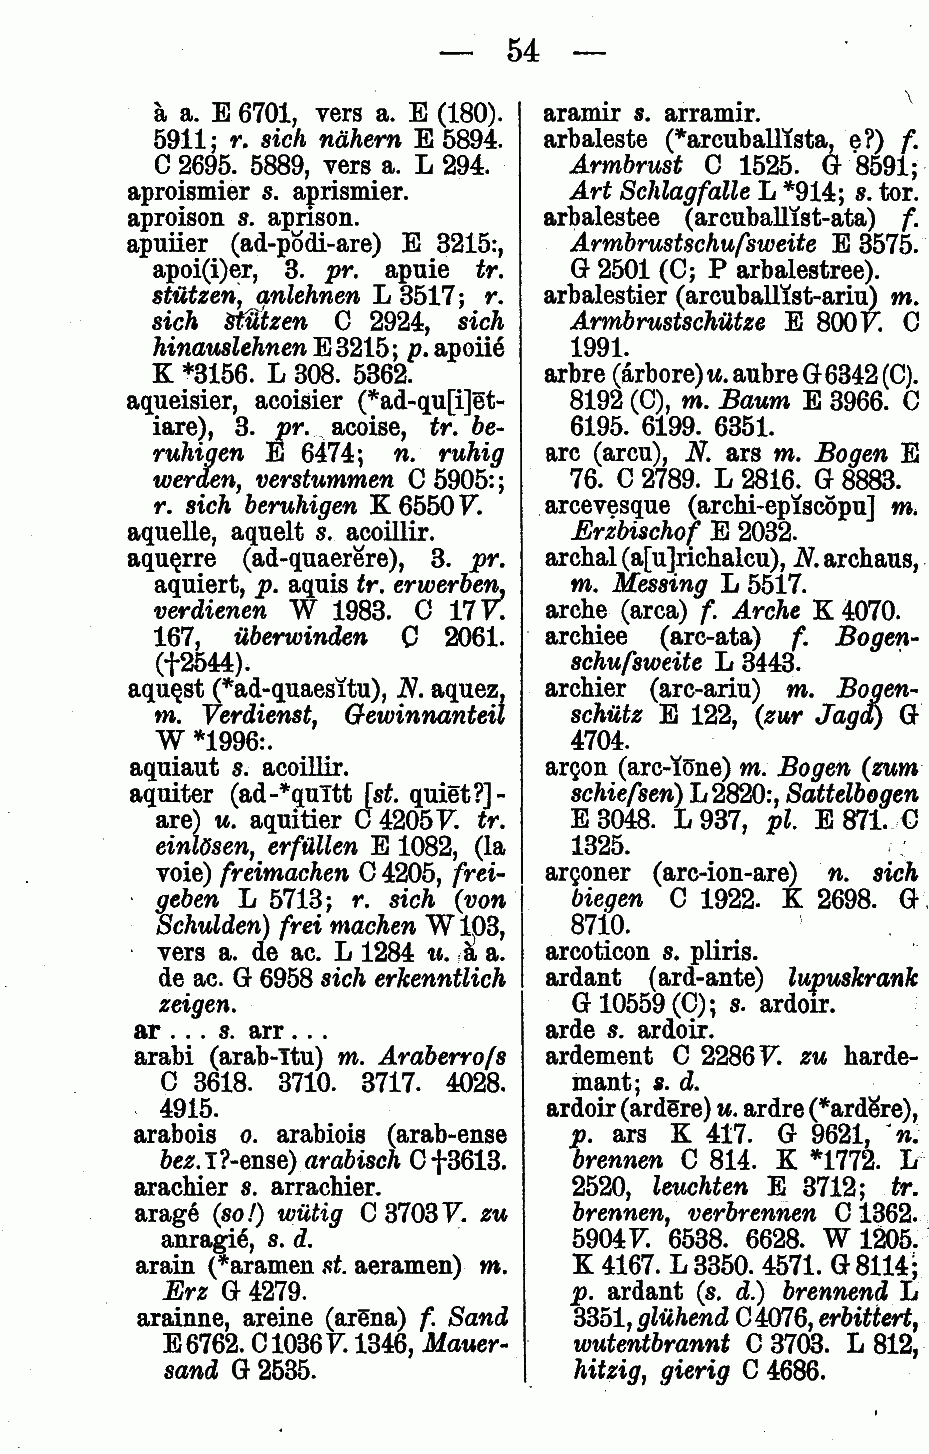 — 54 —
à a. E 6701, vers a. E (180).
5911; r. sich nähern E 5894.
C 2695. 5889, vers a. L 294.
aproismier s. aprismier.
aproison s. aprison.
apuiier (ad-pŏdi-are) E 3215:,
apoi(i)er, 3. pr. apuie tr.
stützen, anlehnen L 3517; r.
sich stützen C 2924, sich
hinauslehnen E 3215; p. apoiié
K *3156. L 308. 5362.
aqueisier, acoisier (*ad-qu[i]ēt-
iare), 3. pr. acoise, tr. be-
ruhigen E 6474; n. ruhig
werden, verstummen C 5905:;
r. sich beruhigen K 6550 V.
aquelle, aquelt s. acoillir.
aquęrre (ad-quaerĕre), 3. pr.
aquiert, p. aquis tr. erwerben,
verdienen W 1983. C 17 V.
167, überwinden C 2061.
(†2544).
aquęst (*ad-quaesĭtu), N. aquez,
m. Verdienst, Gewinnanteil
W *1996:.
aquiaut s. acoillir.
aquiter (ad-*quītt [st. quiēt?]-
are) u. aquitier C 4205 V. tr.
einlösen, erfüllen E 1082, (la
voie) freimachen C 4205, frei-
geben L 5713; r. sich (von
Schulden) frei machen W 103,
vers a. de ac. L 1284 u. à a.
de ac. G 6958 sich erkenntlich
zeigen.
ar . . . s. arr . . .
arabi (arab-ītu) m. Araberroſs
C 3618. 3710. 3717. 4028.
4915.
arabois o. arabiois (arab-ense
bez. ī?-ense) arabisch C †3613.
arachier s. arrachier.
aragé (so!) wütig C 3703 V. zu
anragié, s. d.
arain (*aramen st. aeramen) m.
Erz G 4279.
arainne, areine (arēna) f. Sand
E 6762. C 1036 V. 1346, Mauer-
sand G 2535.
aramir s. arramir.
arbaleste (*arcuballĭsta, ẹ?) f.
Armbrust C 1525. G 8591;
Art Schlagfalle L *914; s. tor.
arbalestee (arcuballĭst-ata) f.
Armbrustschuſsweite E 3575.
G 2501 (C; P arbalestree).
arbalestier (arcuballĭst-ariu) m.
Armbrustschütze E 800 V. C
1991.
arbre (árbore) u. aubre G 6342 (C).
8192 (C), m. Baum E 3966. C
6195. 6199. 6351.
arc (arcu), N. ars m. Bogen E
76. C 2789. L 2816. G 8883.
arcevẹsque (archi-epĭscŏpu] m.
Erzbischof E 2032.
archal (a[u]richalcu), N. archaus,
m. Messing L 5517.
arche (arca) f. Arche K 4070.
archiee (arc-ata) f. Bogen-
schuſsweite L 3443.
archier (arc-ariu) m. Bogen-
schütz E 122, (zur Jagd) G
4704.
arçon (arc-ĭōne) m. Bogen (zum
schieſsen) L 2820:, Sattelbogen
E 3048. L 937, pl. E 871. C
1325.
arçoner (arc-ion-are) n. sich
biegen C 1922. K 2698. G
8710.
arcoticon s. pliris.
ardant (ard-ante) lupuskrank
G 10559 (C); s. ardoir.
arde s. ardoir.
ardement C 2286 V. zu harde-
mant; s. d.
ardoir (ardēre) u. ardre (*ardĕre),
p. ars K 417. G 9621, n.
brennen C 814. K *1772. L
2520, leuchten E 3712; tr.
brennen, verbrennen C 1362.
5904 V. 6538. 6628. W 1205.
K 4167. L 3350. 4571. G 8114;
p. ardant (s. d.) brennend L
3351, glühend C 4076, erbittert,
wutentbrannt C 3703. L 812,
hitzig, gierig C 4686.